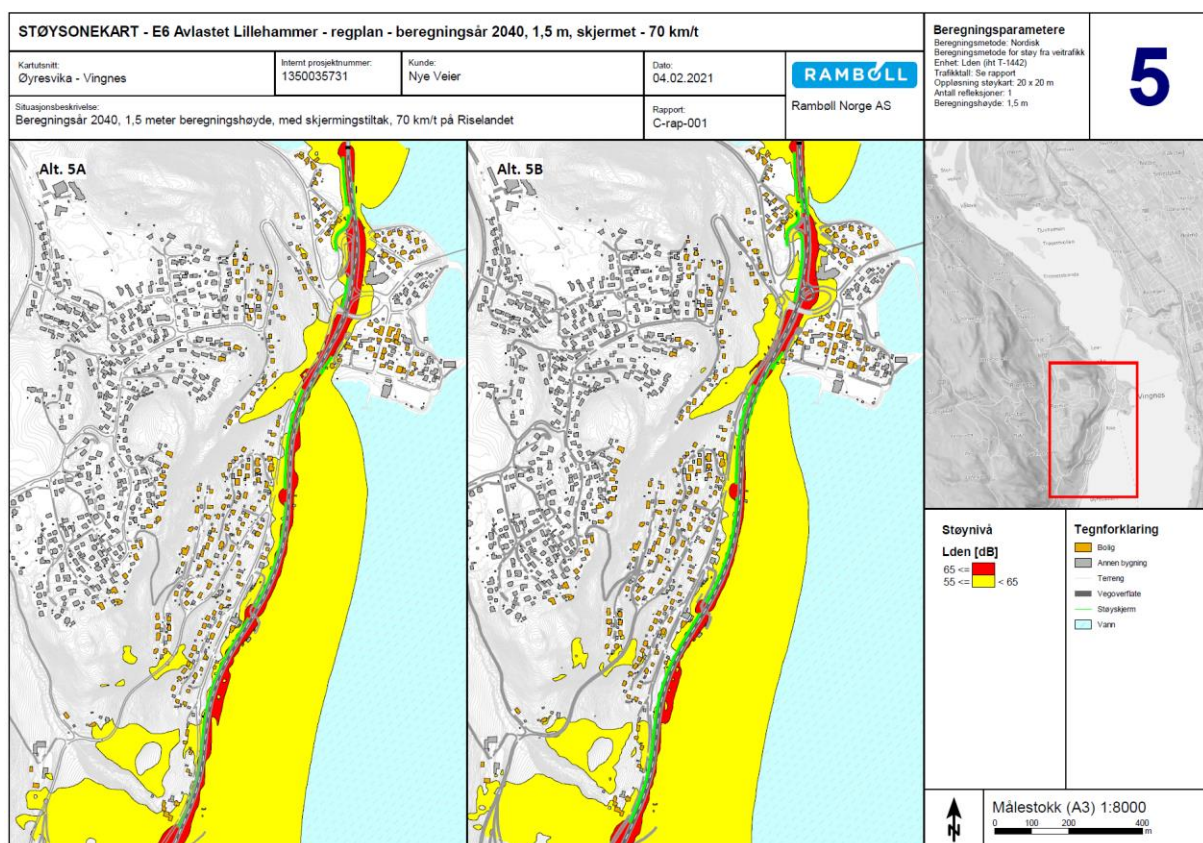 STØYSONEKART - E6 Avlastet Lillehammer - regplan - beregningsår 2040, 1,5 m, skjermet - 70 km/t
Kartutsnitt:
Øyresvika - Vingnes
Internt prosjektnummer:
1350035731
Kunde:
Nye Veier
Dato:
04.02.2021
RAMBOLL
Rambøll Norge AS
Situasjonsbeskrivelse:
Beregningsår 2040, 1,5 meter beregningshøyde, med skjermingstiltak, 70 km/t på Riselandet
Rapport:
C-rap-001
Beregningsparametere
Beregningsmetode: Nordisk
Beregningsmetode for støy fra veitrafikk
Enhet: Lden (iht T-1442)
Trafikktall: Se rapport
Oppløsning støykart: 20 x 20 m
Antall refleksjoner: 1
Beregningshøyde: 1,5 m
5
Alt. 5A
Alt. 5B
Vingnes
Støynivå
Lden [dB]
65 <=
55 <= < 65
Tegnforklaring
Bolig
Annen bygning
Terreng
Vegoverflate
Støyskjerm
Vann
N
Målestokk (A3) 1:8000
0 100 200 400
m